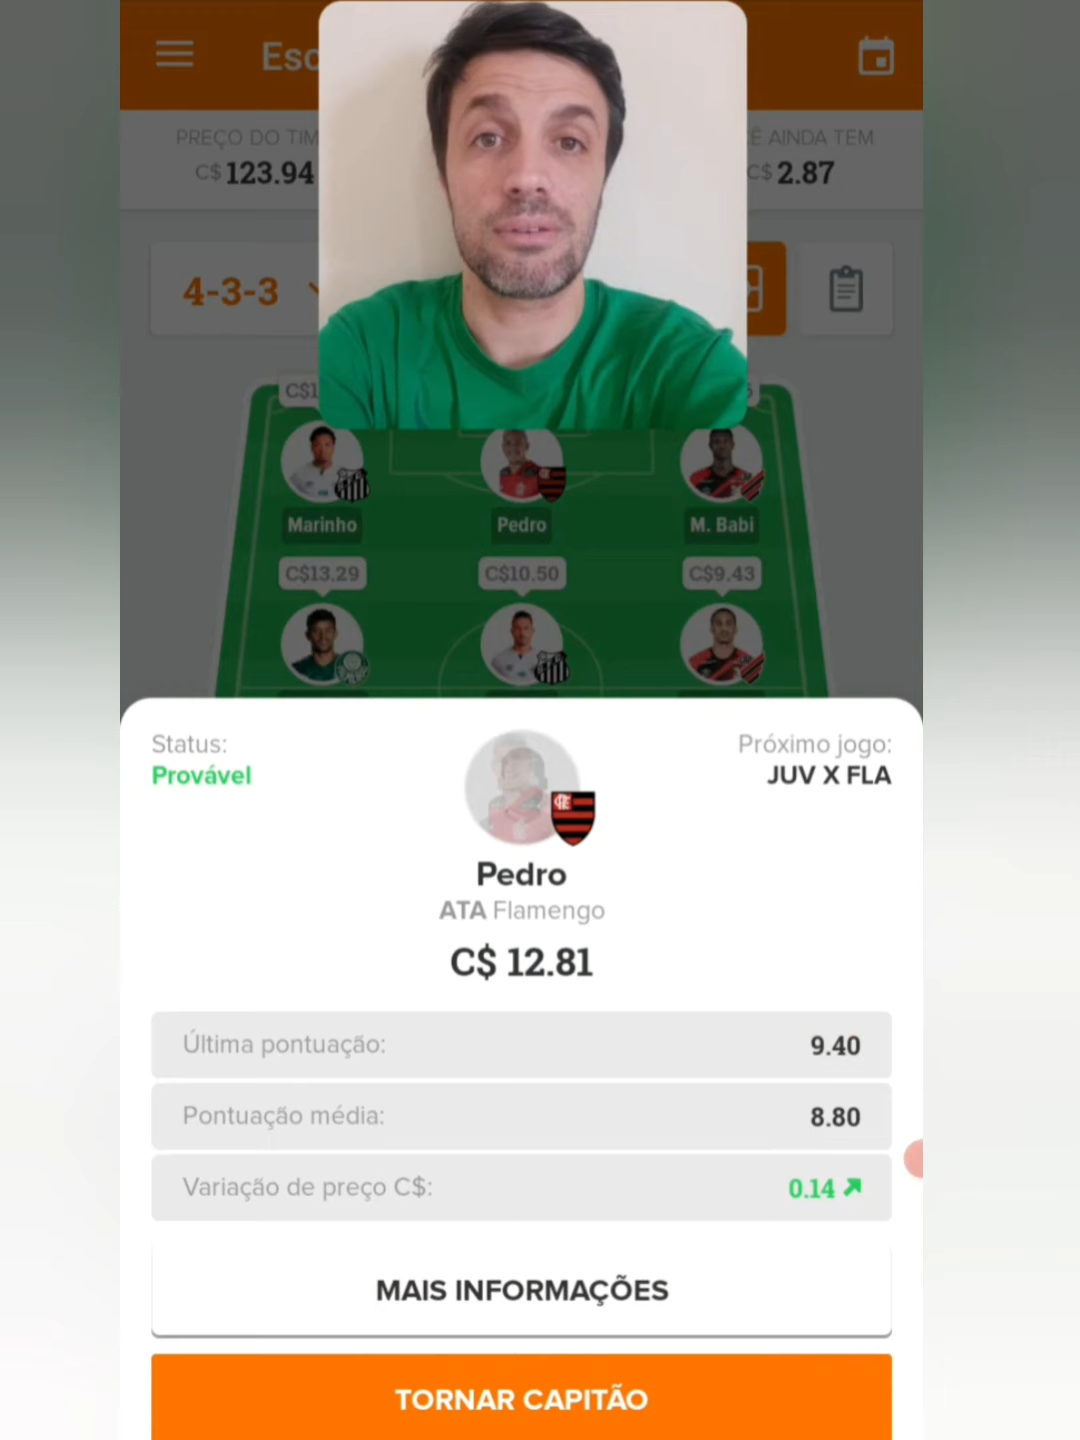 Esc
PREÇO DO TIM
Ê AINDA TEM
C$ 123.94
C$ 2.87
4-3-3
C$1
Marinho
Pedro
M. Babi
C$13.29
C$10.50
C$9.43
Status:
Próximo jogo:
Provável
JUV X FLA
Pedro
ATA Flamengo
C$ 12.81
Última pontuação:
9.40
Pontuação média:
8.80
Variação de preço C$:
0.14
MAIS INFORMAÇÕES
TORNAR CAPITÃO